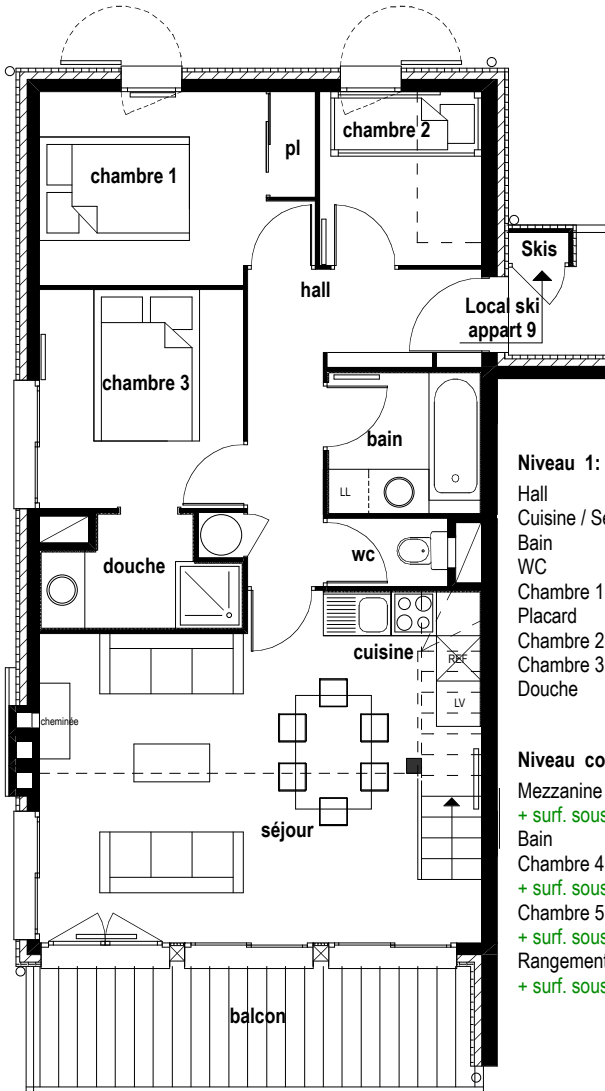 chambre 2
pl
chambre 1
Skis
hall
Local ski
appart 9
chambre 3
bain
LL
wc
douche
cuisine
REF
LV
cheminée
séjour
balcon
Niveau 1:
Hall
Cuisine / Sé
Bain
WC
Chambre 1
Placard
Chambre 2
Chambre 3
Douche
Niveau co
Mezzanine
+ surf. sous
Bain
Chambre 4
+ surf. sous
Chambre 5
+ surf. sous
Rangement
+ surf. sous